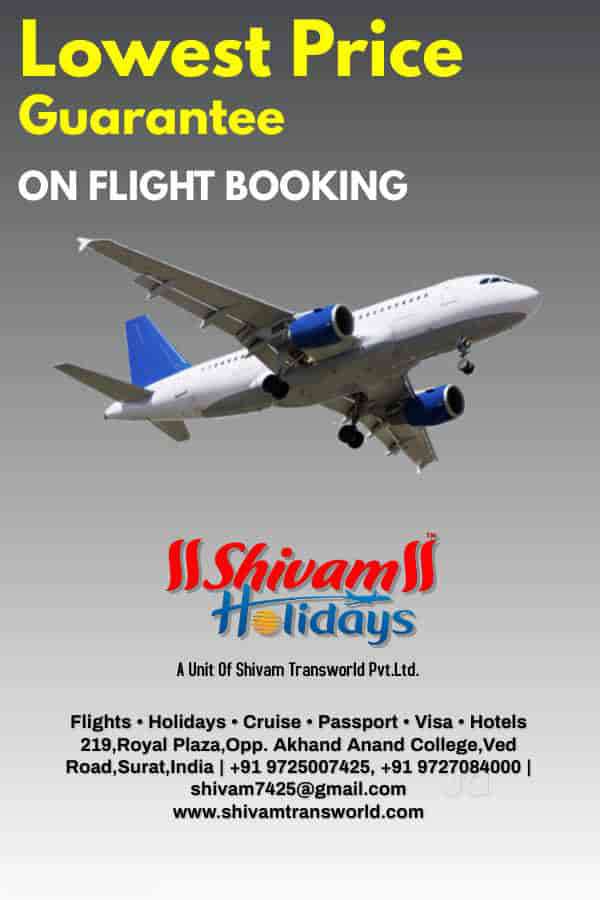 Lowest Price
Guarantee
ON FLIGHT BOOKING
॥Shivam॥™
Holidays
A Unit Of Shivam Transworld Pvt.Ltd.
Flights • Holidays • Cruise • Passport • Visa • Hotels
219,Royal Plaza,Opp. Akhand Anand College,Ved
Road,Surat,India | +91 9725007425, +91 9727084000 |
shivam7425@gmail.com
www.shivamtransworld.com